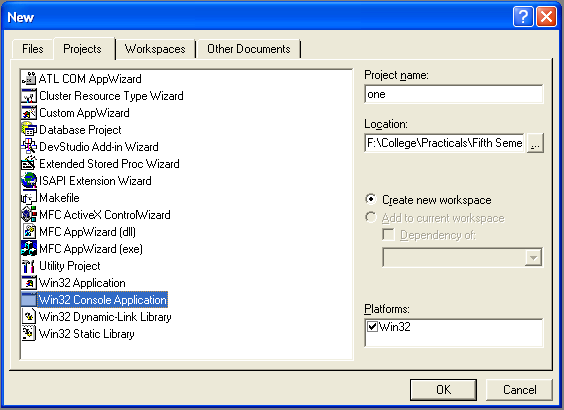 New
Files
Projects
Workspaces
Other Documents
ATL COM AppWizard
Cluster Resource Type Wizard
Custom AppWizard
Database Project
DevStudio Add-in Wizard
Extended Stored Proc Wizard
ISAPI Extension Wizard
Makefile
MFC ActiveX ControlWizard
MFC AppWizard (dll)
MFC AppWizard (exe)
Utility Project
Win32 Application
Win32 Console Application
Win32 Dynamic-Link Library
Win32 Static Library
Project name:
one
Location:
F:\College\Practicals\Fifth Seme
...
Create new workspace
Add to current workspace
Dependency of:
Platforms:
Win32
OK
Cancel